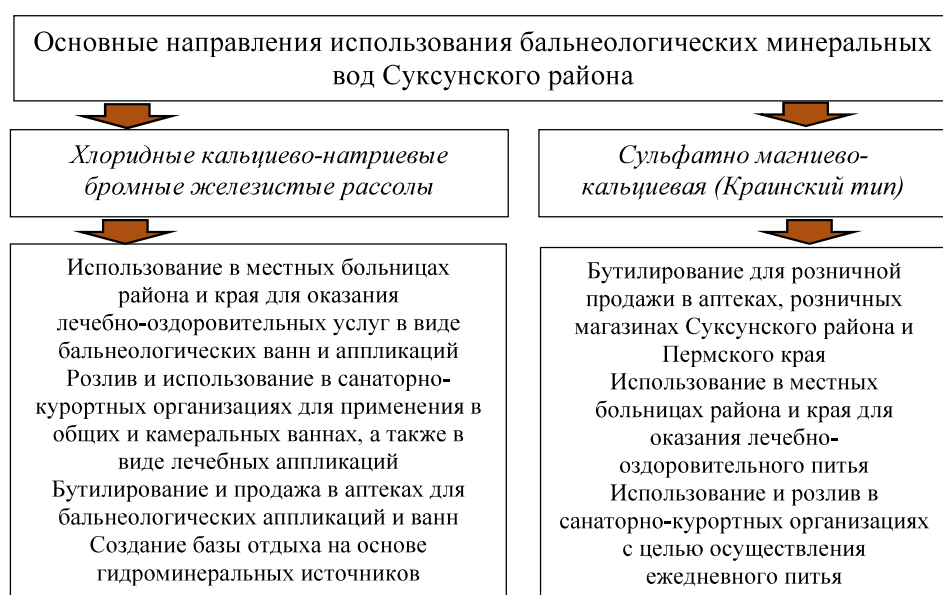 Основные направления использования бальнеологических минеральных
вод Суксунского района
Хлоридные кальциево-натриевые
бромные железистые рассолы
Сульфатно магниево-
кальциевая (Краинский тип)
Использование в местных больницах
района и края для оказания
лечебно-оздоровительных услуг в виде
бальнеологических ванн и аппликаций
Розлив и использование в санаторно-
курортных организациях для применения в
общих и камеральных ваннах, а также в
виде лечебных аппликаций
Бутилирование и продажа в аптеках для
бальнеологических аппликаций и ванн
Создание базы отдыха на основе
гидроминеральных источников
Бутилирование для розничной
продажи в аптеках, розничных
магазинах Суксунского района и
Пермского края
Использование в местных
больницах района и края для
оказания лечебно-
оздоровительного питья
Использование и розлив в
санаторно-курортных организациях
с целью осуществления
ежедневного питья